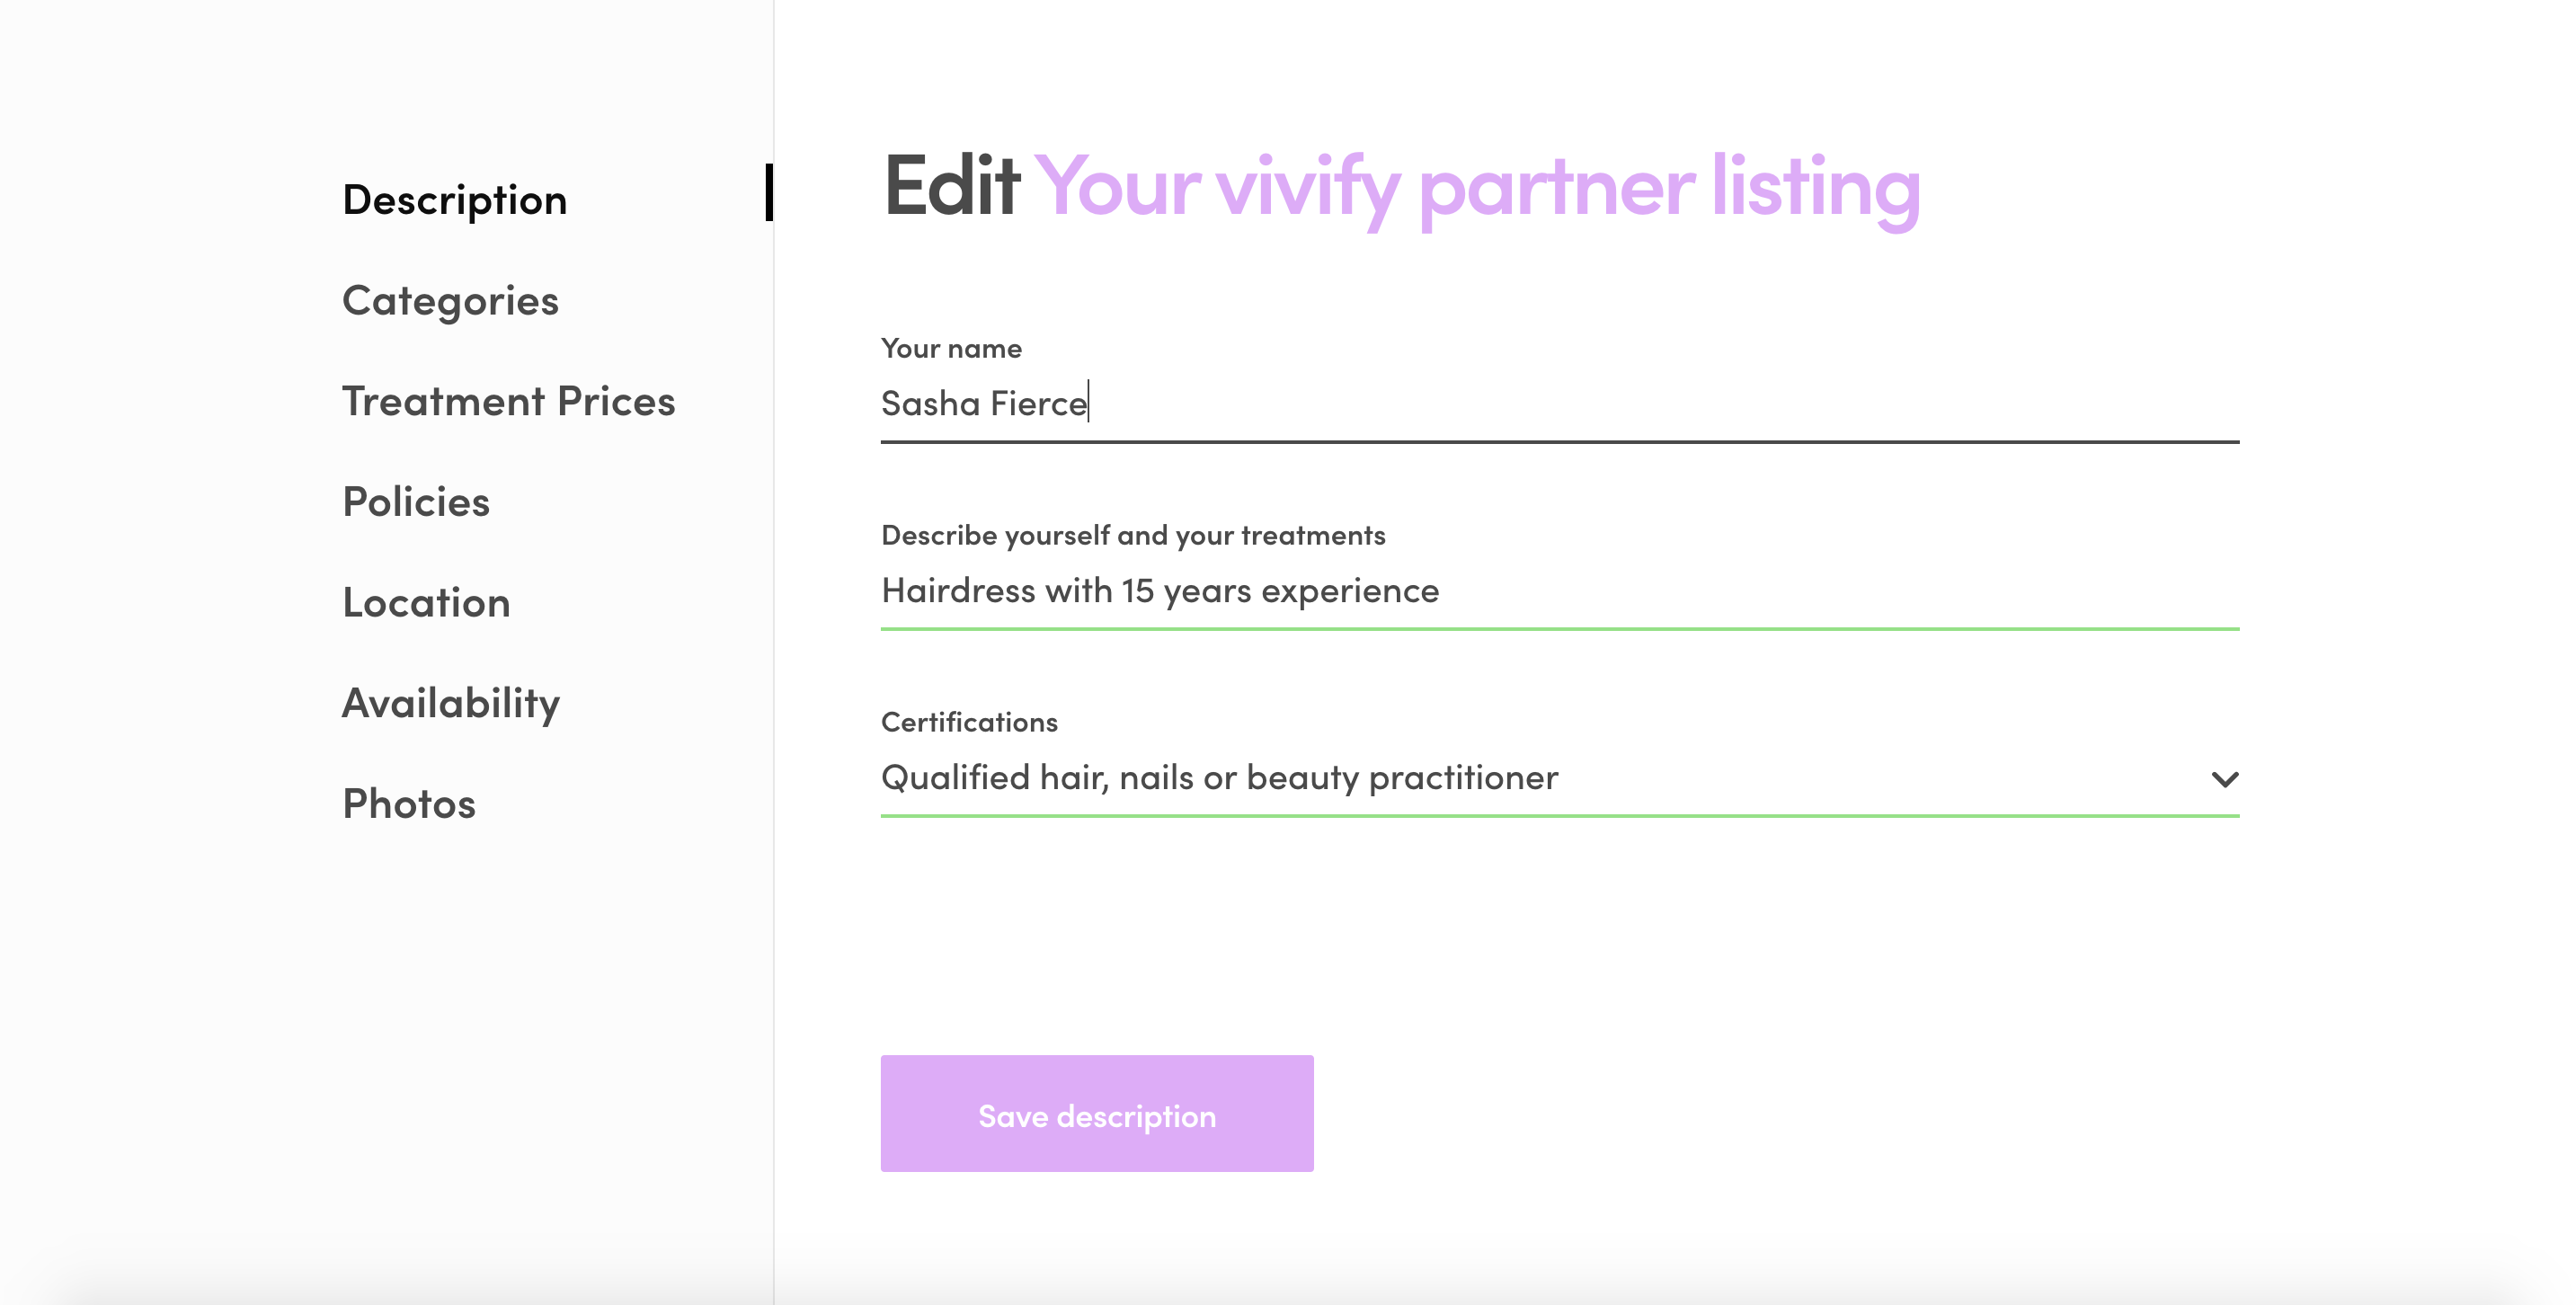 Description
Categories
Treatment Prices
Policies
Location
Availability
Photos
Edit Your vivify partner listing
Your name
Sasha Fierce
Describe yourself and your treatments
Hairdress with 15 years experience
Certifications
Qualified hair, nails or beauty practitioner
Save description